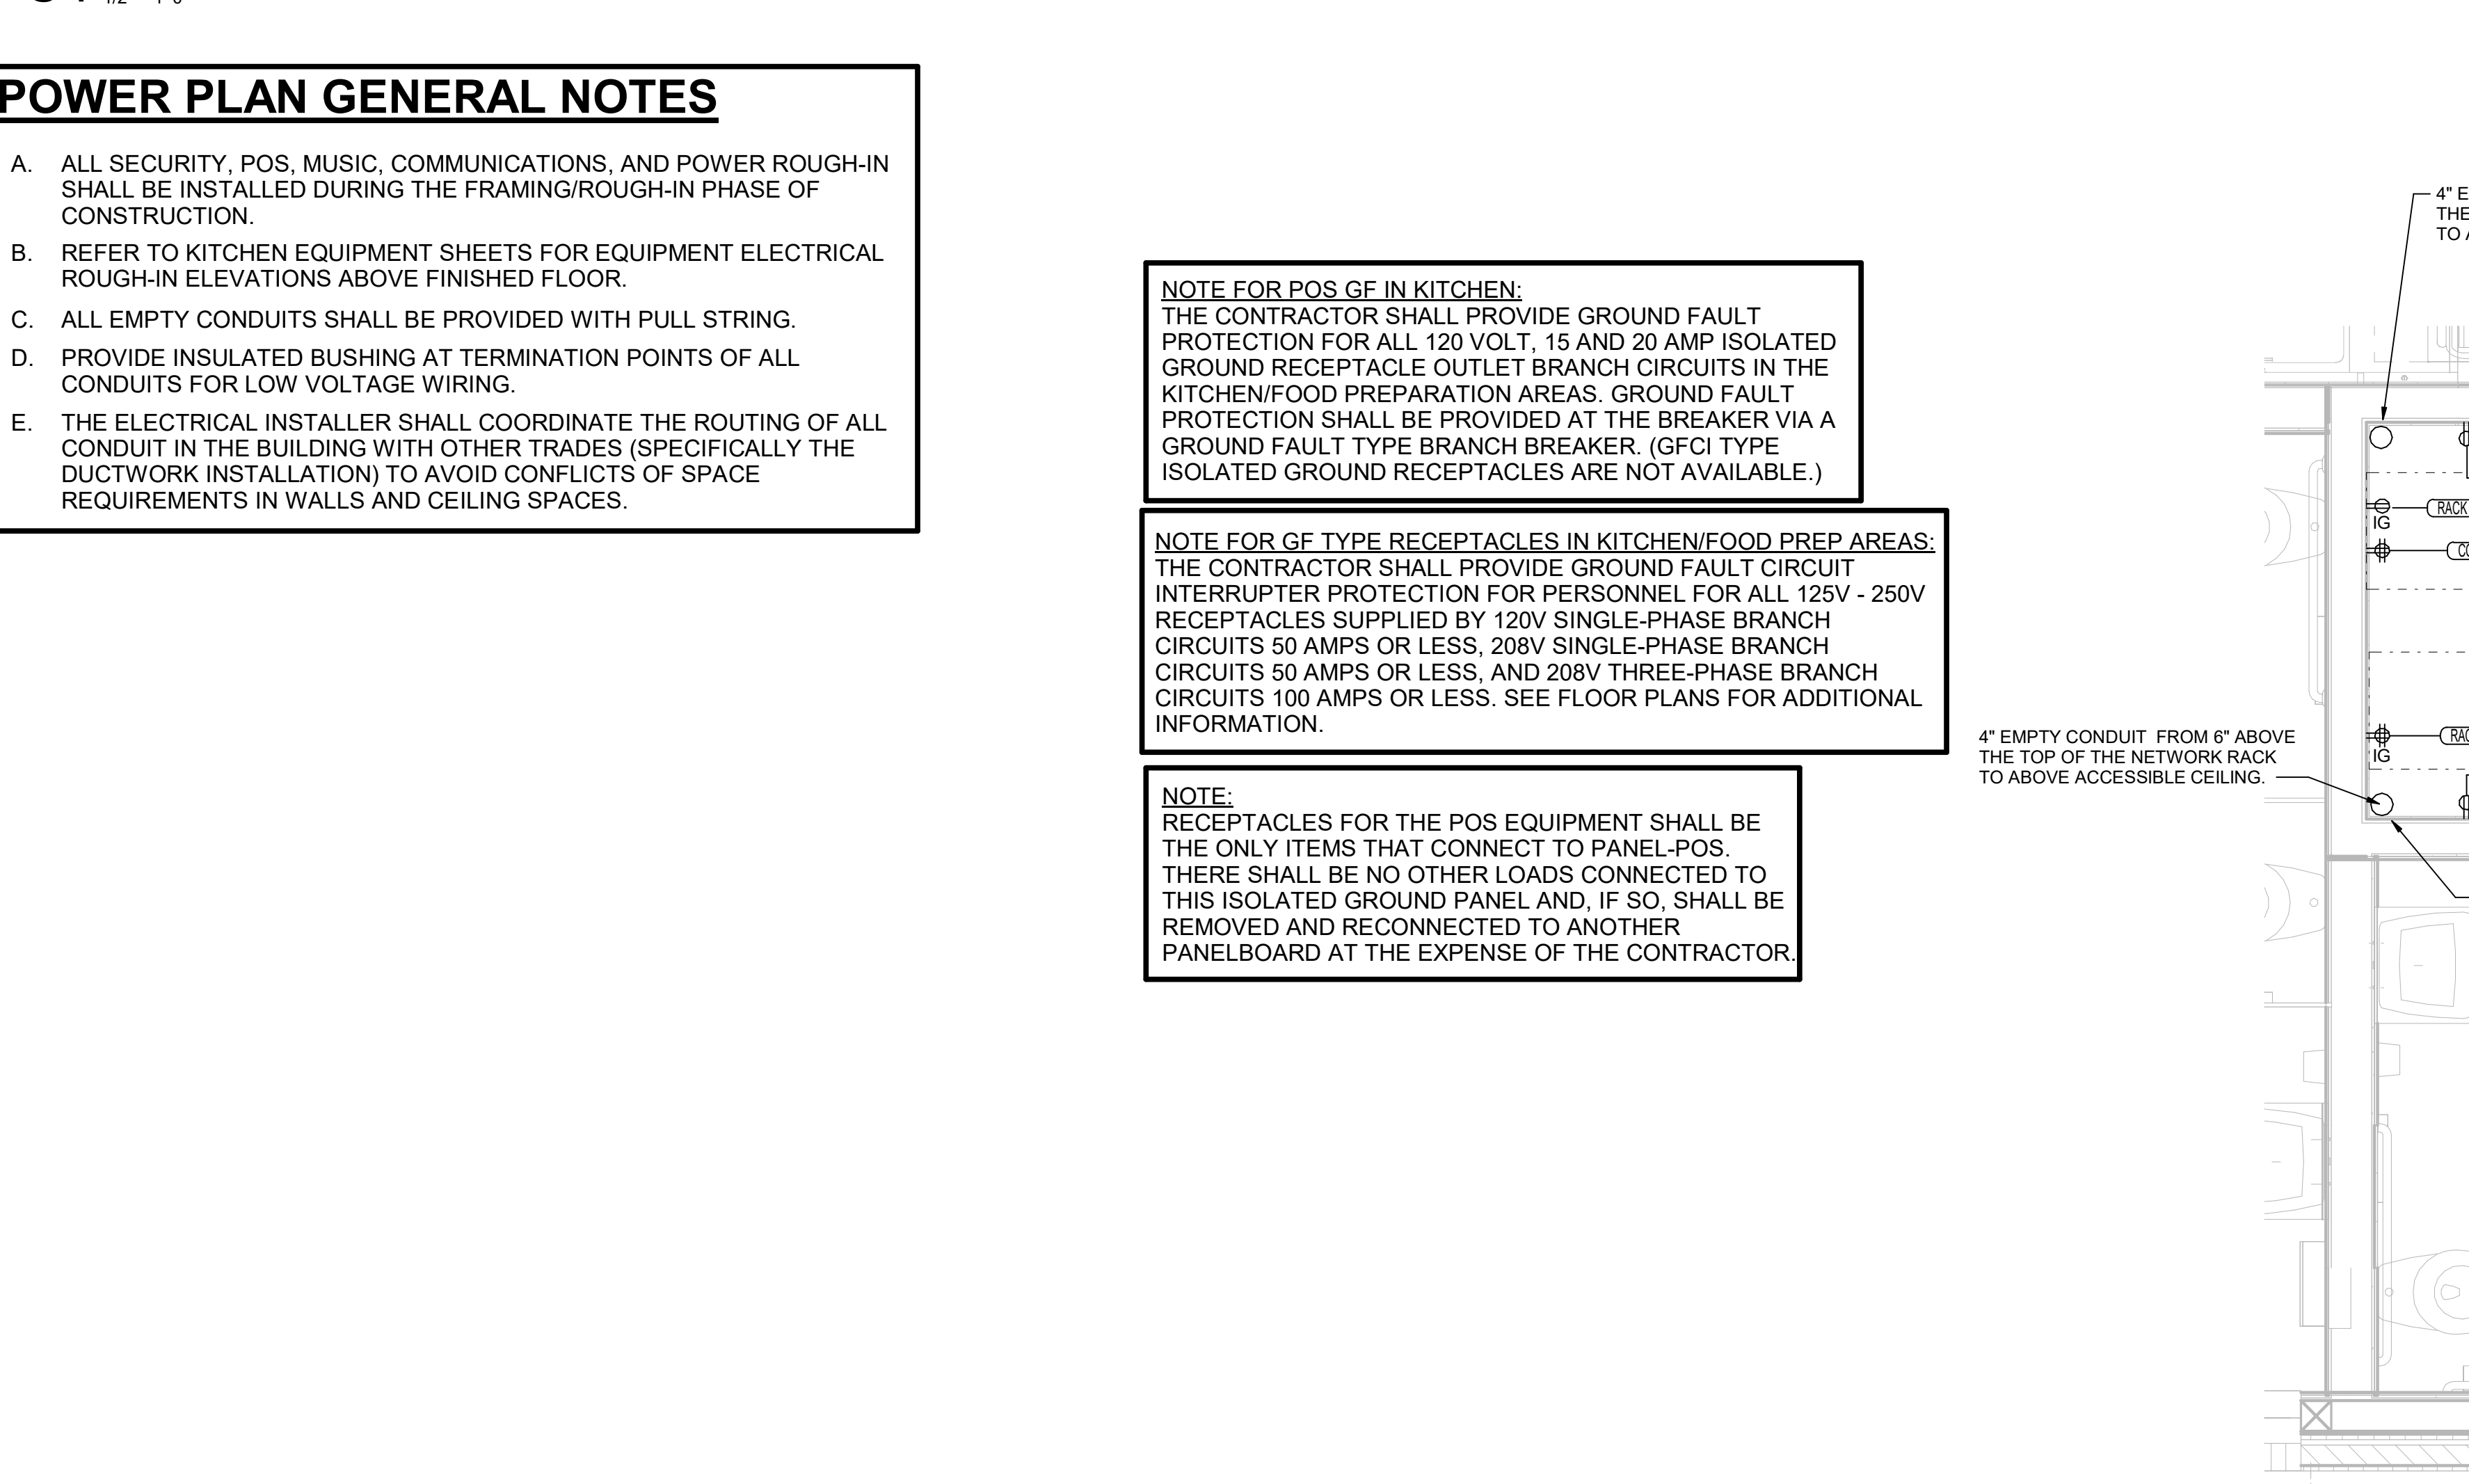 POWER PLAN GENERAL NOTES
A. ALL SECURITY, POS, MUSIC, COMMUNICATIONS, AND POWER ROUGH-IN
SHALL BE INSTALLED DURING THE FRAMING/ROUGH-IN PHASE OF
CONSTRUCTION.
B. REFER TO KITCHEN EQUIPMENT SHEETS FOR EQUIPMENT ELECTRICAL
ROUGH-IN ELEVATIONS ABOVE FINISHED FLOOR.
C. ALL EMPTY CONDUITS SHALL BE PROVIDED WITH PULL STRING.
D. PROVIDE INSULATED BUSHING AT TERMINATION POINTS OF ALL
CONDUITS FOR LOW VOLTAGE WIRING.
E. THE ELECTRICAL INSTALLER SHALL COORDINATE THE ROUTING OF ALL
CONDUIT IN THE BUILDING WITH OTHER TRADES (SPECIFICALLY THE
DUCTWORK INSTALLATION) TO AVOID CONFLICTS OF SPACE
REQUIREMENTS IN WALLS AND CEILING SPACES.
NOTE FOR POS GF IN KITCHEN:
THE CONTRACTOR SHALL PROVIDE GROUND FAULT
PROTECTION FOR ALL 120 VOLT, 15 AND 20 AMP ISOLATED
GROUND RECEPTACLE OUTLET BRANCH CIRCUITS IN THE
KITCHEN/FOOD PREPARATION AREAS. GROUND FAULT
PROTECTION SHALL BE PROVIDED AT THE BREAKER VIA A
GROUND FAULT TYPE BRANCH BREAKER. (GFCI TYPE
ISOLATED GROUND RECEPTACLES ARE NOT AVAILABLE.)
NOTE FOR GF TYPE RECEPTACLES IN KITCHEN/FOOD PREP AREAS:
THE CONTRACTOR SHALL PROVIDE GROUND FAULT CIRCUIT
INTERRUPTER PROTECTION FOR PERSONNEL FOR ALL 125V - 250V
RECEPTACLES SUPPLIED BY 120V SINGLE-PHASE BRANCH
CIRCUITS 50 AMPS OR LESS, 208V SINGLE-PHASE BRANCH
CIRCUITS 50 AMPS OR LESS, AND 208V THREE-PHASE BRANCH
CIRCUITS 100 AMPS OR LESS. SEE FLOOR PLANS FOR ADDITIONAL
INFORMATION.
NOTE:
RECEPTACLES FOR THE POS EQUIPMENT SHALL BE
THE ONLY ITEMS THAT CONNECT TO PANEL-POS.
THERE SHALL BE NO OTHER LOADS CONNECTED TO
THIS ISOLATED GROUND PANEL AND, IF SO, SHALL BE
REMOVED AND RECONNECTED TO ANOTHER
PANELBOARD AT THE EXPENSE OF THE CONTRACTOR.
4" EMPTY CONDUIT FROM 6" ABOVE
THE TOP OF THE NETWORK RACK
TO ABOVE ACCESSIBLE CEILING.
4"
THE
TO
RACK
IG
IG